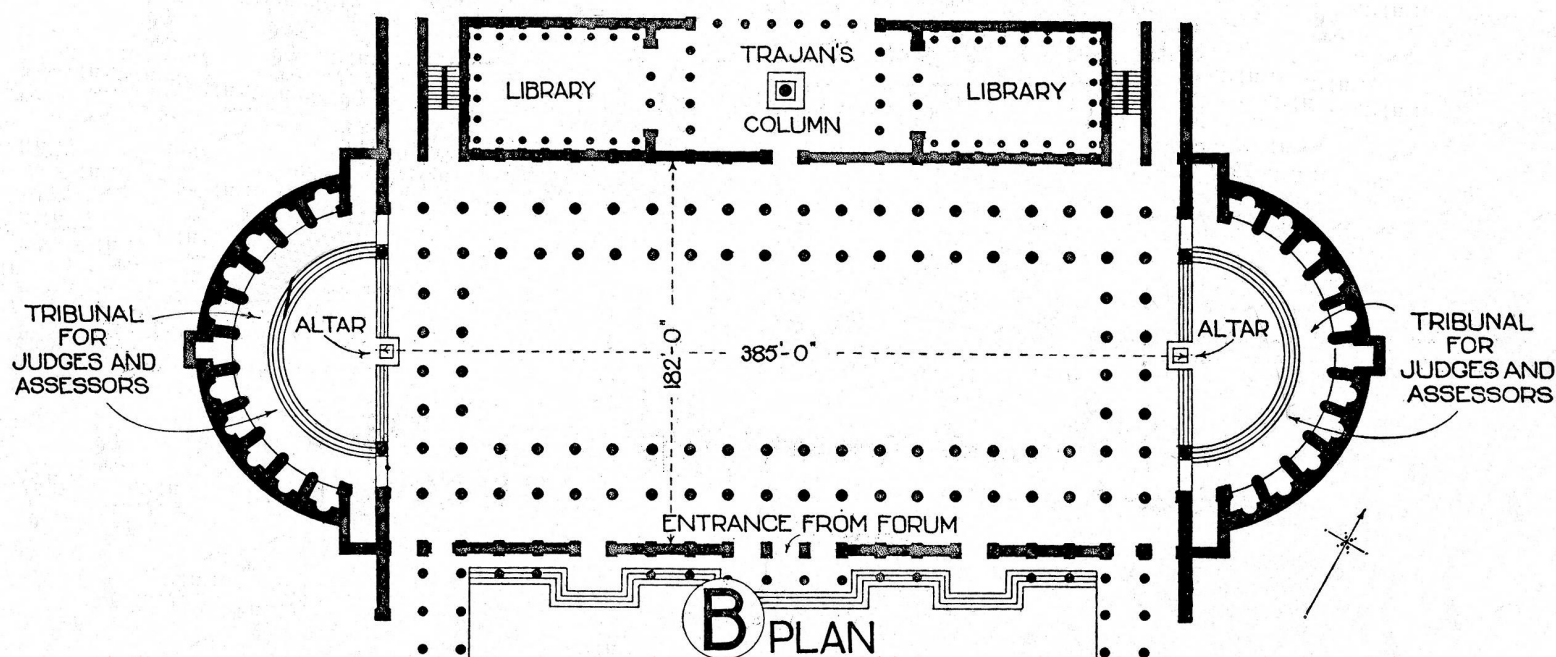 LIBRARY
TRAJAN'S
COLUMN
LIBRARY
TRIBUNAL
FOR
JUDGES AND
ASSESSORS
ALTAR
182'-0"
385'-0"
ALTAR
TRIBUNAL
FOR
JUDGES AND
ASSESSORS
ENTRANCE FROM FORUM
B PLAN